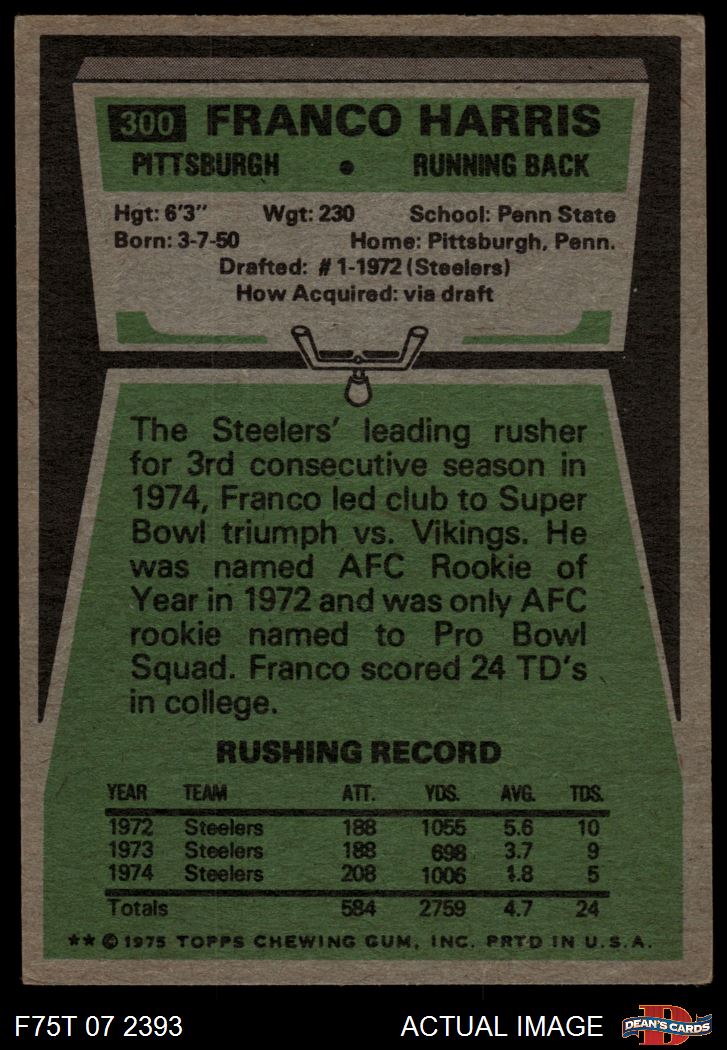 300 FRANCO HARRIS
PITTSBURGH • RUNNING BACK
Hgt: 6'3" Wgt: 230 School: Penn State
Born: 3-7-50 Home: Pittsburgh, Penn.
Drafted: #1-1972 (Steelers)
How Acquired: via draft
The Steelers' leading rusher
for 3rd consecutive season in
1974, Franco led club to Super
Bowl triumph vs. Vikings. He
was named AFC Rookie of
Year in 1972 and was only AFC
rookie named to Pro Bowl
Squad. Franco scored 24 TD's
in college.
RUSHING RECORD
YEAR TEAM ATT. YDS. AVG. TDS.
1972 Steelers 188 1055 5.6 10
1973 Steelers 188 698 3.7 9
1974 Steelers 208 1006 4.8 5
Totals 584 2759 4.7 24
** © 1975 TOPPS CHEWING GUM, INC. PRTD IN U.S.A.
F75T 07 2393 ACTUAL IMAGE D DEAN'S CARDS